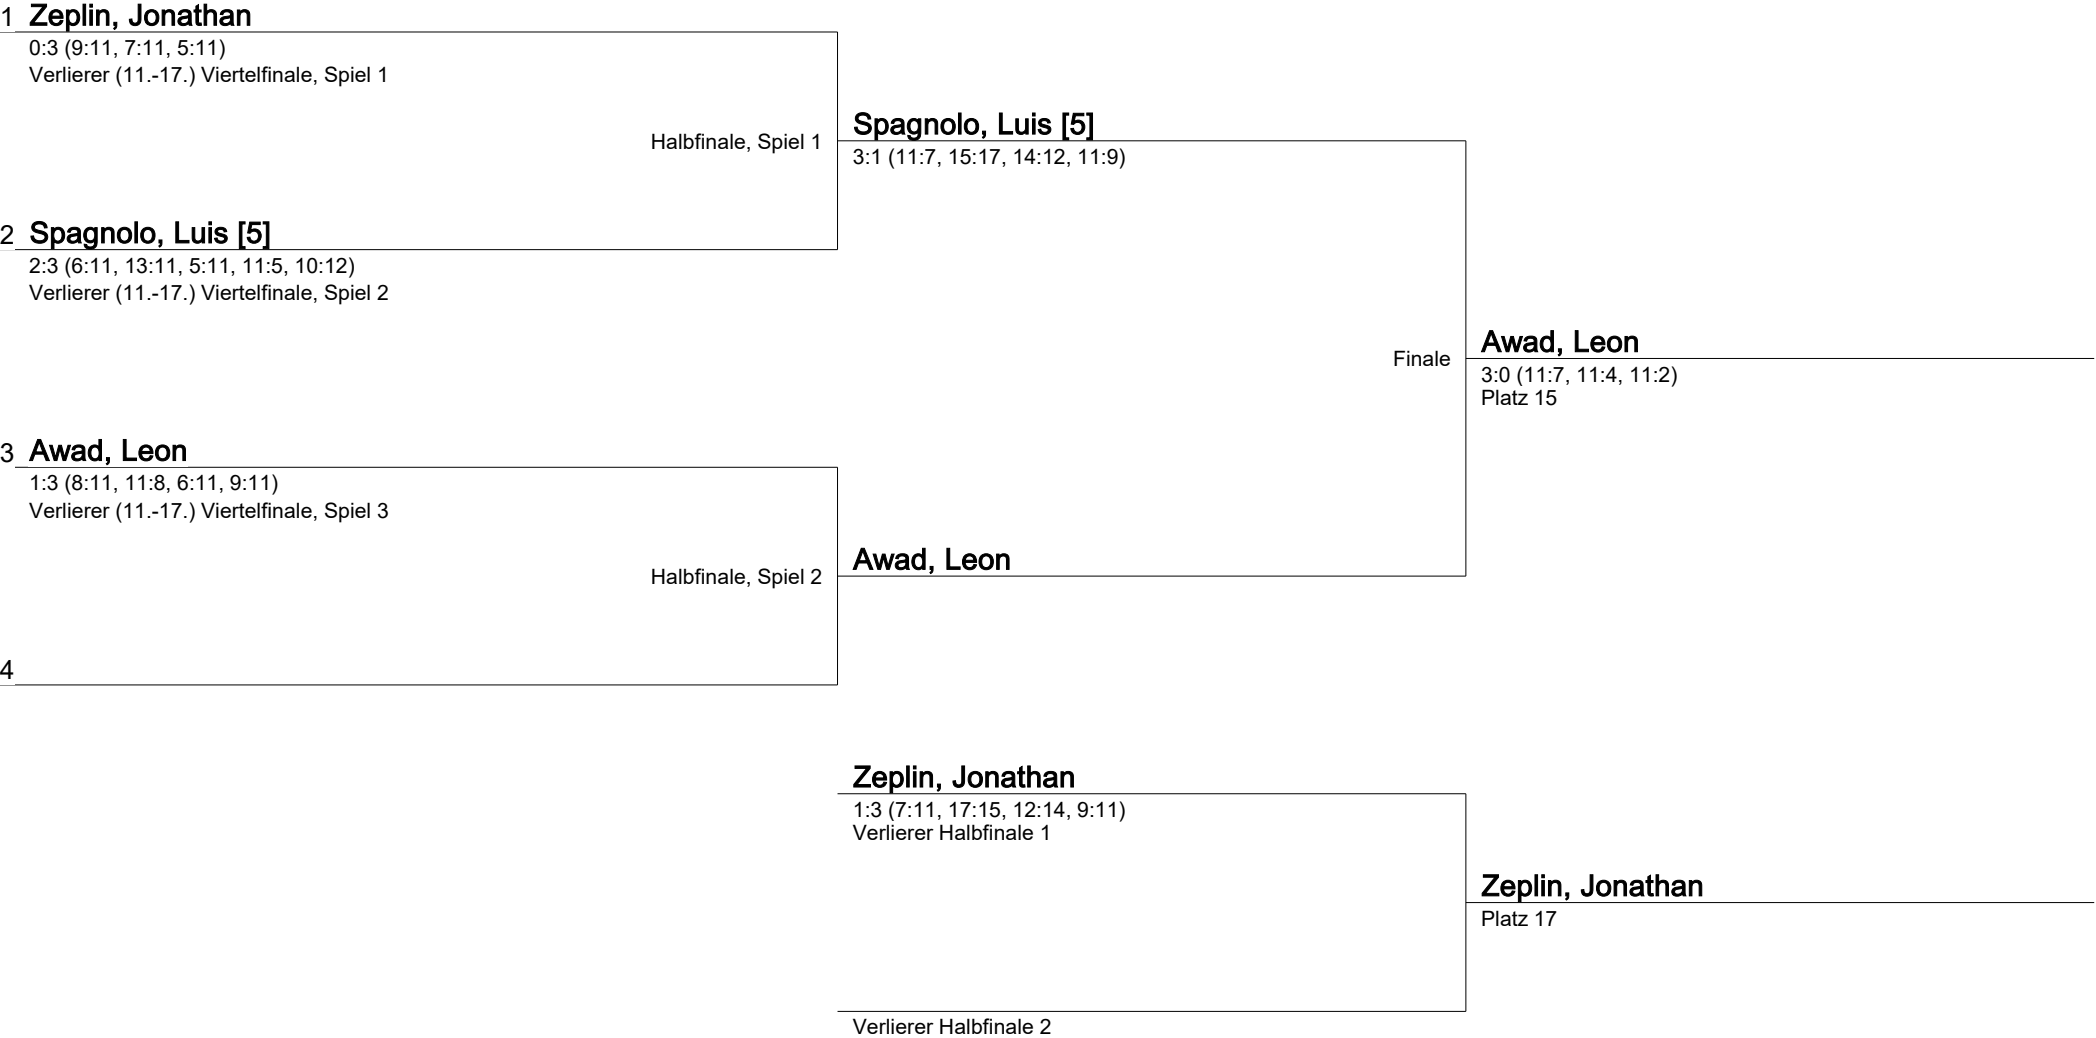 1 Zeplin, Jonathan
0:3 (9:11, 7:11, 5:11)
Verlierer (11.-17.) Viertelfinale, Spiel 1
Halbfinale, Spiel 1
Spagnolo, Luis [5]
3:1 (11:7, 15:17, 14:12, 11:9)
2 Spagnolo, Luis [5]
2:3 (6:11, 13:11, 5:11, 11:5, 10:12)
Verlierer (11.-17.) Viertelfinale, Spiel 2
Finale
Awad, Leon
3:0 (11:7, 11:4, 11:2)
Platz 15
3 Awad, Leon
1:3 (8:11, 11:8, 6:11, 9:11)
Verlierer (11.-17.) Viertelfinale, Spiel 3
Halbfinale, Spiel 2
Awad, Leon
4
Zeplin, Jonathan
1:3 (7:11, 17:15, 12:14, 9:11)
Verlierer Halbfinale 1
Zeplin, Jonathan
Platz 17
Verlierer Halbfinale 2